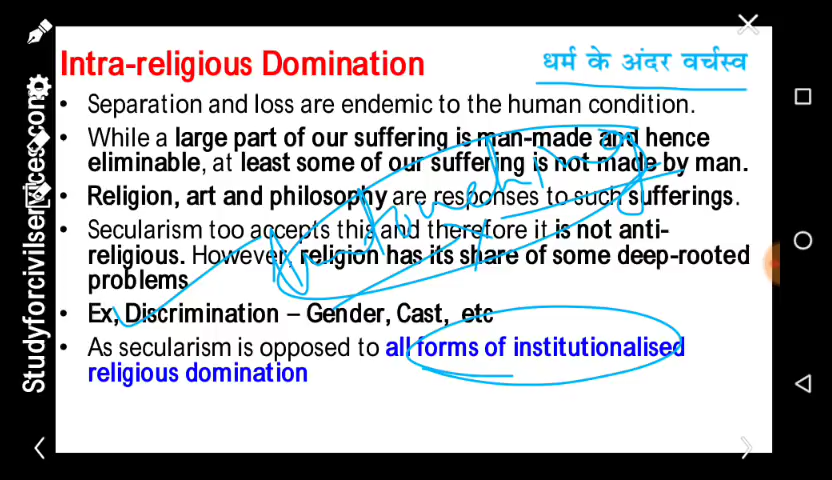 Intra-religious Domination धर्म के अंदर वर्चस्व
• Separation and loss are endemic to the human condition.
• While a large part of our suffering is man-made and hence
eliminable, at least some of our suffering is not made by man.
• Religion, art and philosophy are responses to such sufferings.
• Secularism too accepts this and therefore it is not anti-
religious. However, religion has its share of some deep-rooted
problems
• Ex, Discrimination – Gender, Cast, etc
• As secularism is opposed to all forms of institutionalised
religious domination
Studyforcivilservices.com